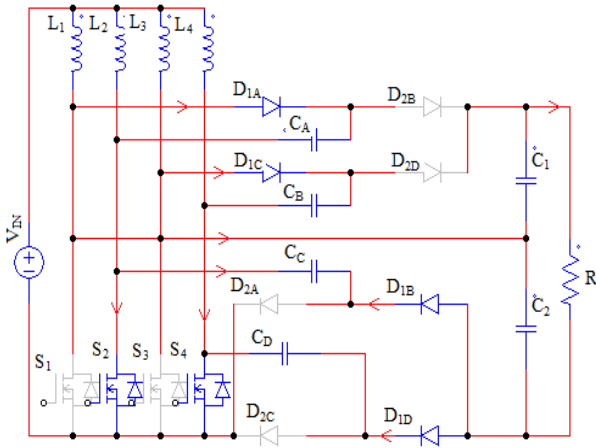 L1 L2 L3 L4
D1A D2B
CA
D1C D2D
CB
C1
VIN
CC
D2A D1B
R
C2
CD
S1 S2 S3 S4
D2C D1D